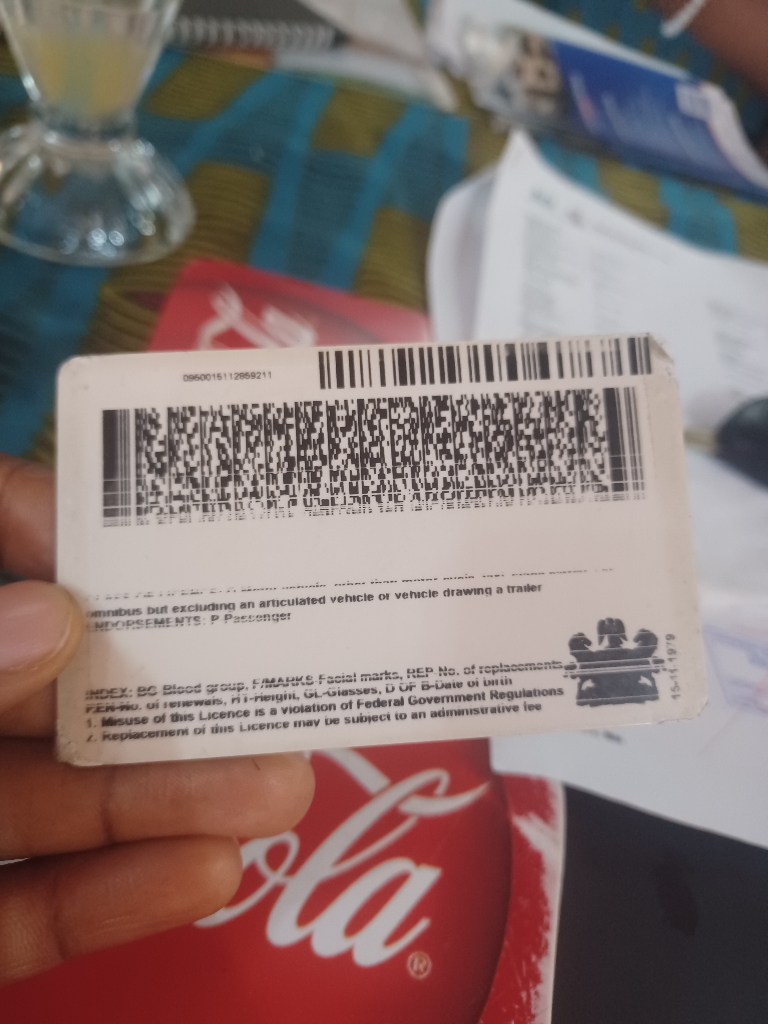 0950015112859211
omnibus but excluding an articulated vehicle or vehicle drawing a trailer
ENDORSEMENTS: P-Passenger
INDEX: BG-Blood group, F/MARKS-Facial marks, REP-No. of replacements
REN-No. of renewals, HT-Height, GL-Glasses, D OF B-Date of birth
1. Misuse of this Licence is a violation of Federal Government Regulations
2. Replacement of this Licence may be subject to an administrative fee
15-11-1979
ola®